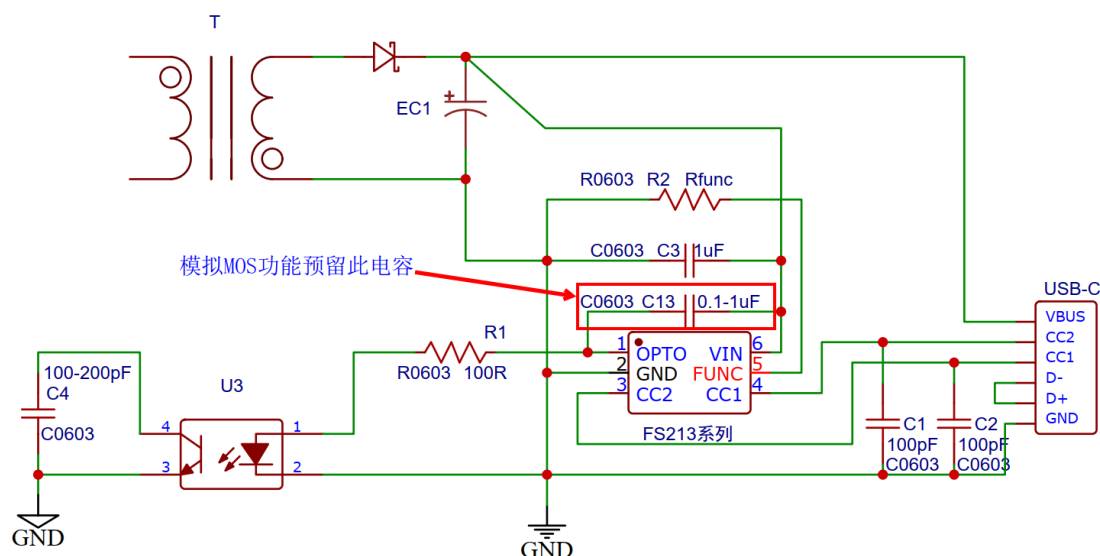 T
EC1
R0603 R2 Rfunc
模拟MOS功能预留此电容
C0603 C3 1uF
C0603 C13 0.1-1uF
USB-C
VBUS
CC2
CC1
D-
D+
GND
R1
R0603 100R
1 OPTO VIN 6
2 GND FUNC 5
3 CC2 CC1 4
FS213系列
100-200pF
C4
C0603
U3
4 1
3 2
C1
100pF
C0603
C2
100pF
C0603
GND
GND